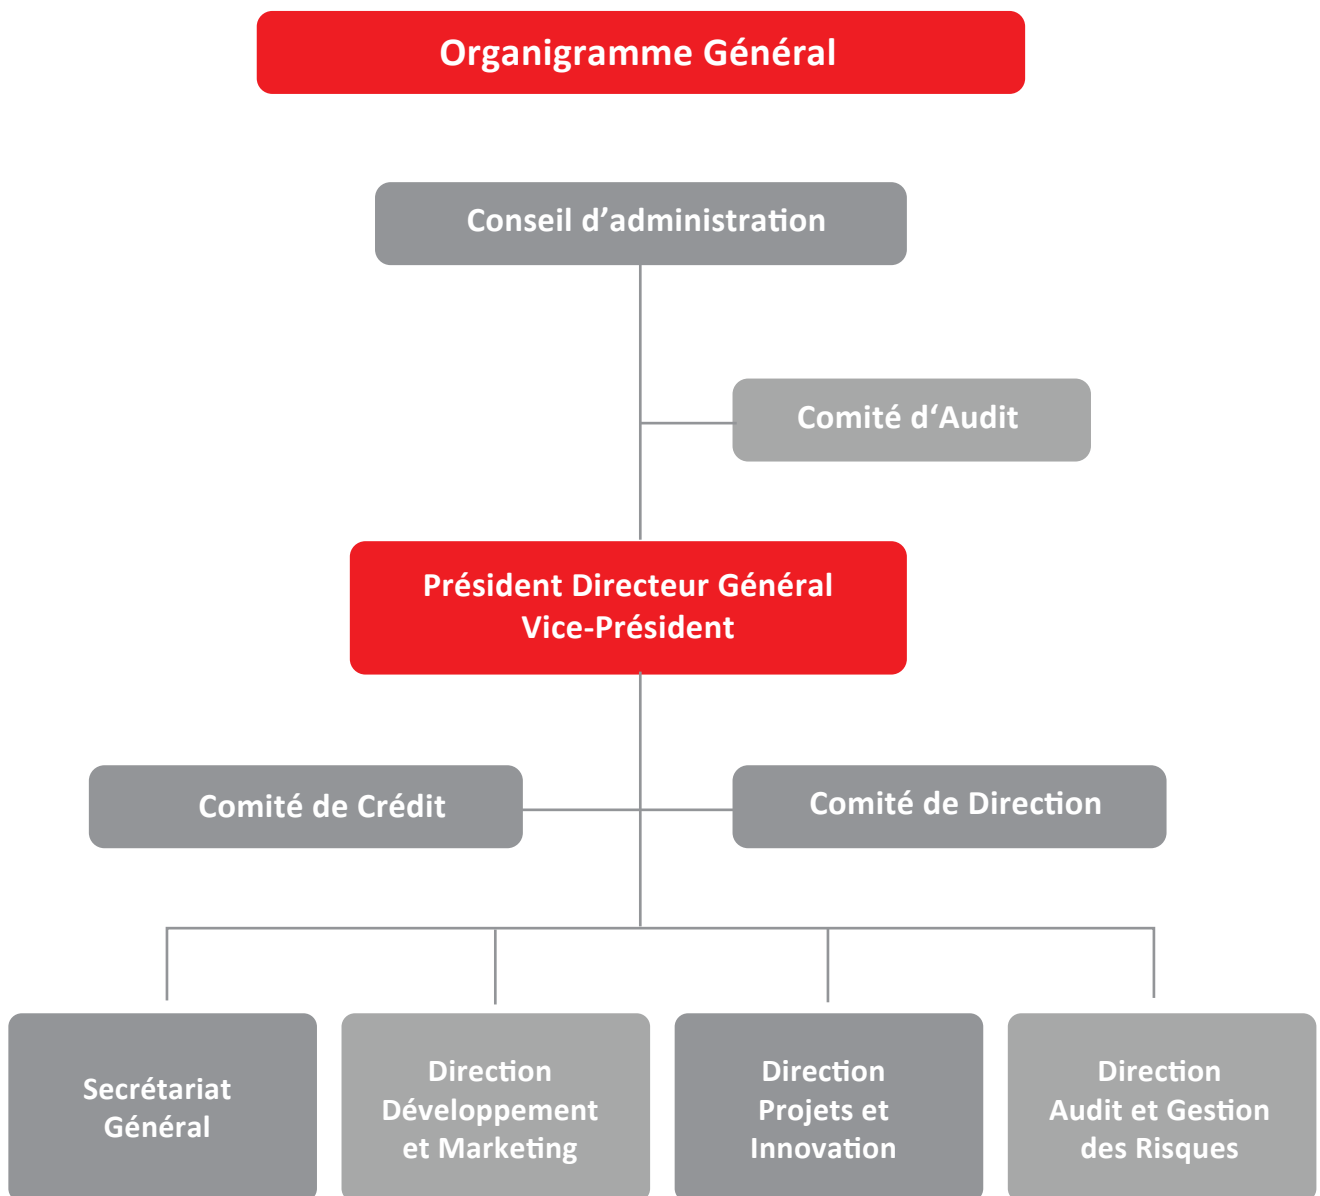 Organigramme Général
Conseil d’administration
Comité d‘Audit
Président Directeur Général
Vice-Président
Comité de Crédit
Comité de Direction
Secrétariat
Général
Direction
Développement
et Marketing
Direction
Projets et
Innovation
Direction
Audit et Gestion
des Risques